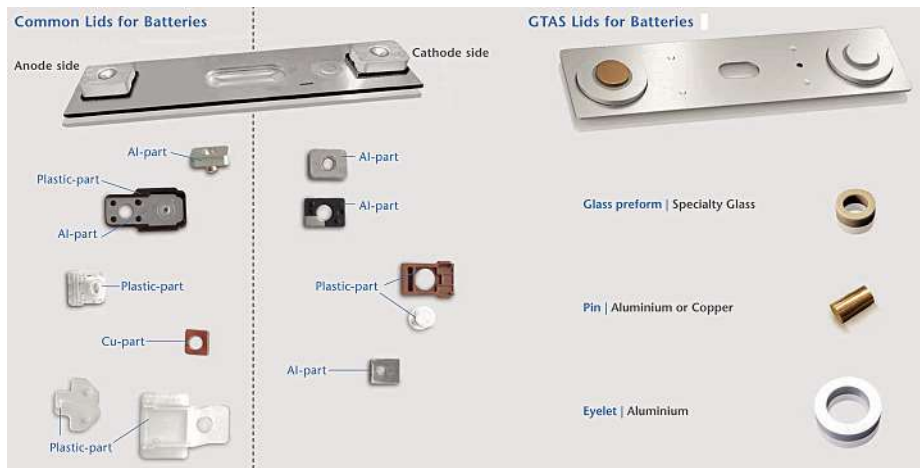 Common Lids for Batteries
GTAS Lids for Batteries
Anode side
Cathode side
Al-part
Plastic-part
Al-part
Plastic-part
Cu-part
Plastic-part
Al-part
Al-part
Plastic-part
Al-part
Glass preform | Specialty Glass
Pin | Aluminium or Copper
Eyelet | Aluminium